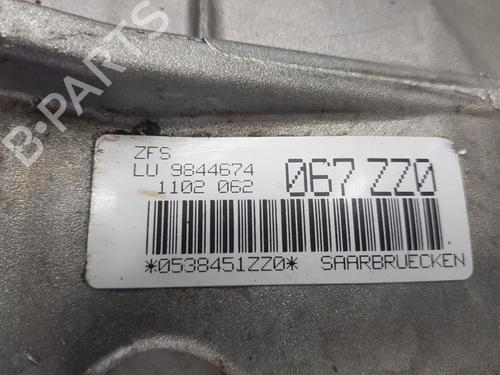 B-PARTS
ZFS
LU 9844674
1102 062
067 ZZ0
*0538451ZZ0* SAARBRUECKEN